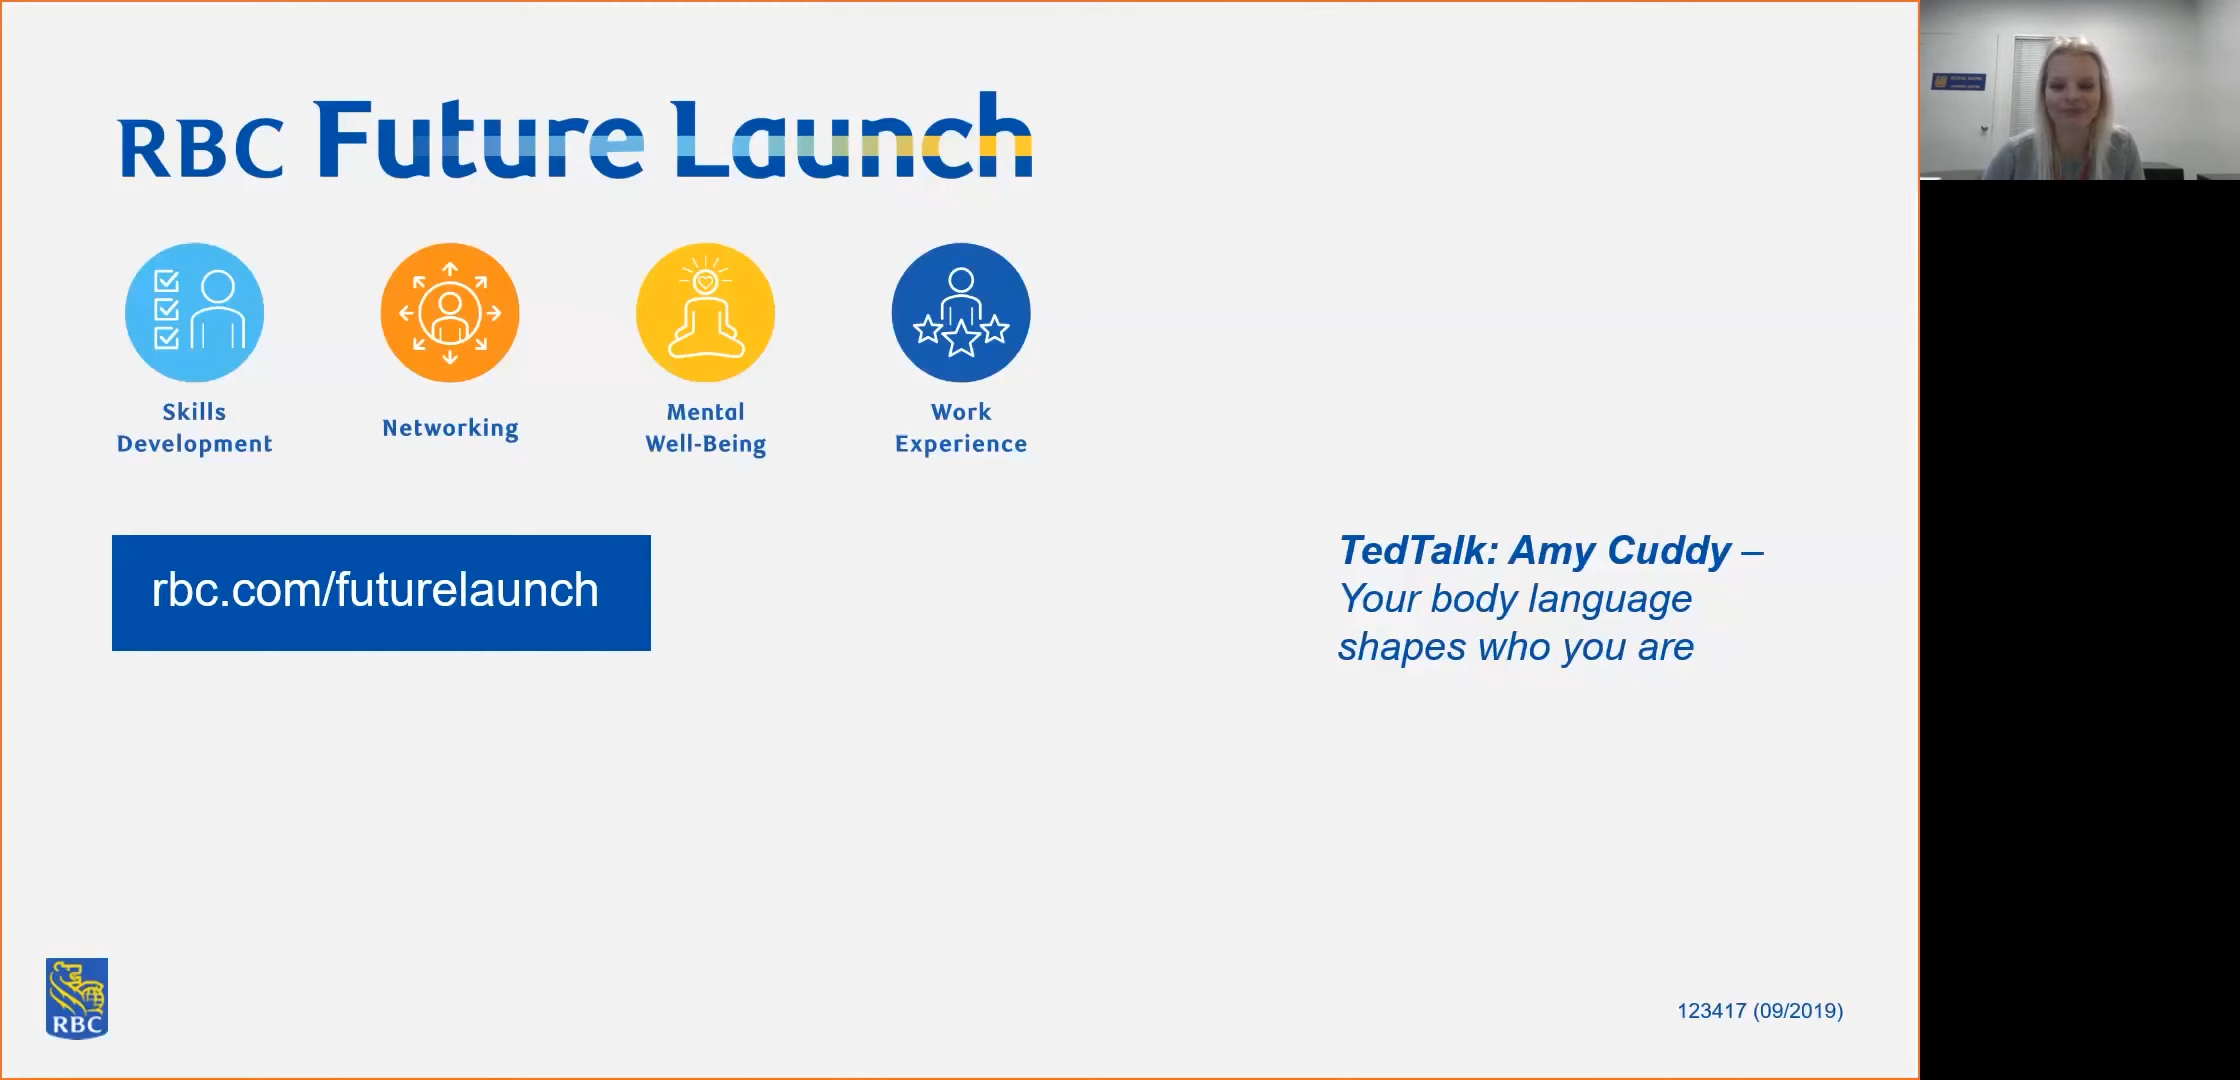 RBC Future Launch
Skills
Development
Networking
Mental
Well-Being
Work
Experience
rbc.com/futurelaunch
TedTalk: Amy Cuddy –
Your body language
shapes who you are
RBC
123417 (09/2019)